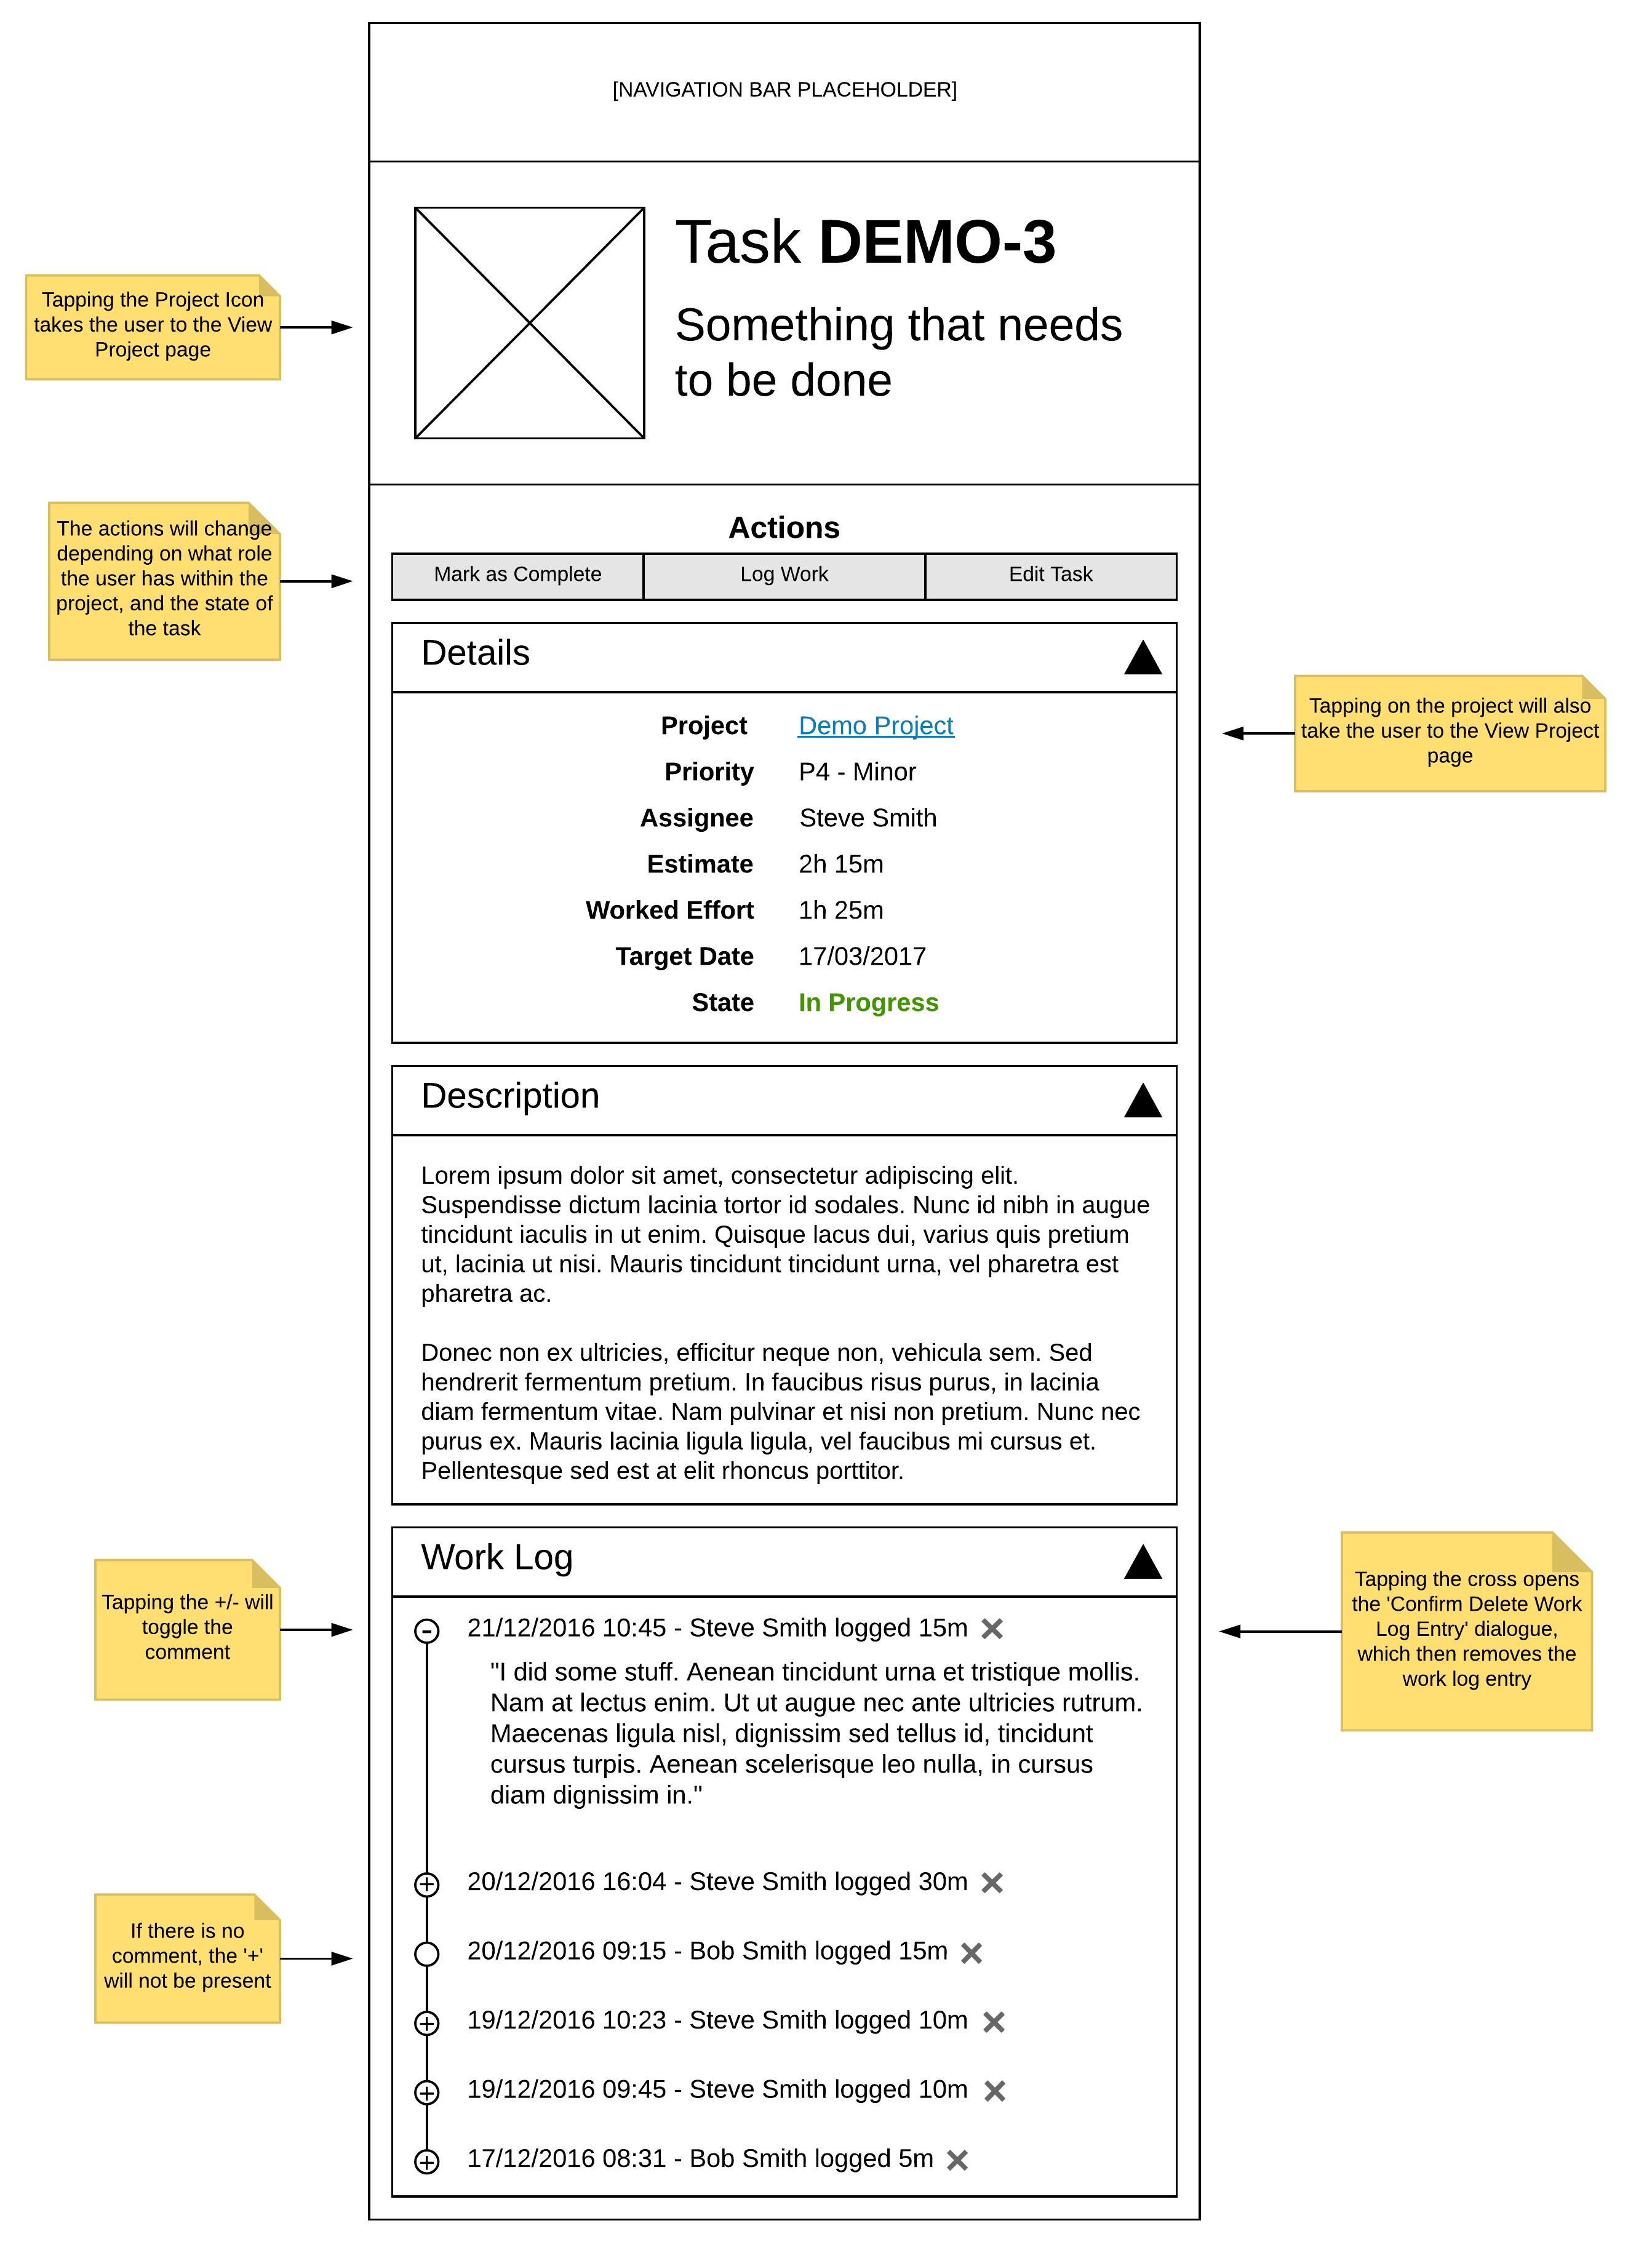 [NAVIGATION BAR PLACEHOLDER]
Task DEMO-3
Something that needs
to be done
Tapping the Project Icon
takes the user to the View
Project page
The actions will change
depending on what role
the user has within the
project, and the state of
the task
Actions
Mark as Complete Log Work Edit Task
Details
Project Demo Project
Priority P4 - Minor
Assignee Steve Smith
Estimate 2h 15m
Worked Effort 1h 25m
Target Date 17/03/2017
State In Progress
Tapping on the project will also
take the user to the View Project
page
Description
Lorem ipsum dolor sit amet, consectetur adipiscing elit.
Suspendisse dictum lacinia tortor id sodales. Nunc id nibh in augue
tincidunt iaculis in ut enim. Quisque lacus dui, varius quis pretium
ut, lacinia ut nisi. Mauris tincidunt tincidunt urna, vel pharetra est
pharetra ac.
Donec non ex ultricies, efficitur neque non, vehicula sem. Sed
hendrerit fermentum pretium. In faucibus risus purus, in lacinia
diam fermentum vitae. Nam pulvinar et nisi non pretium. Nunc nec
purus ex. Mauris lacinia ligula ligula, vel faucibus mi cursus et.
Pellentesque sed est at elit rhoncus porttitor.
Work Log
Tapping the +/- will
toggle the
comment
- 21/12/2016 10:45 - Steve Smith logged 15m
"I did some stuff. Aenean tincidunt urna et tristique mollis.
Nam at lectus enim. Ut ut augue nec ante ultricies rutrum.
Maecenas ligula nisl, dignissim sed tellus id, tincidunt
cursus turpis. Aenean scelerisque leo nulla, in cursus
diam dignissim in."
Tapping the cross opens
the 'Confirm Delete Work
Log Entry' dialogue,
which then removes the
work log entry
+ 20/12/2016 16:04 - Steve Smith logged 30m
If there is no
comment, the '+'
will not be present
20/12/2016 09:15 - Bob Smith logged 15m
+ 19/12/2016 10:23 - Steve Smith logged 10m
+ 19/12/2016 09:45 - Steve Smith logged 10m
+ 17/12/2016 08:31 - Bob Smith logged 5m